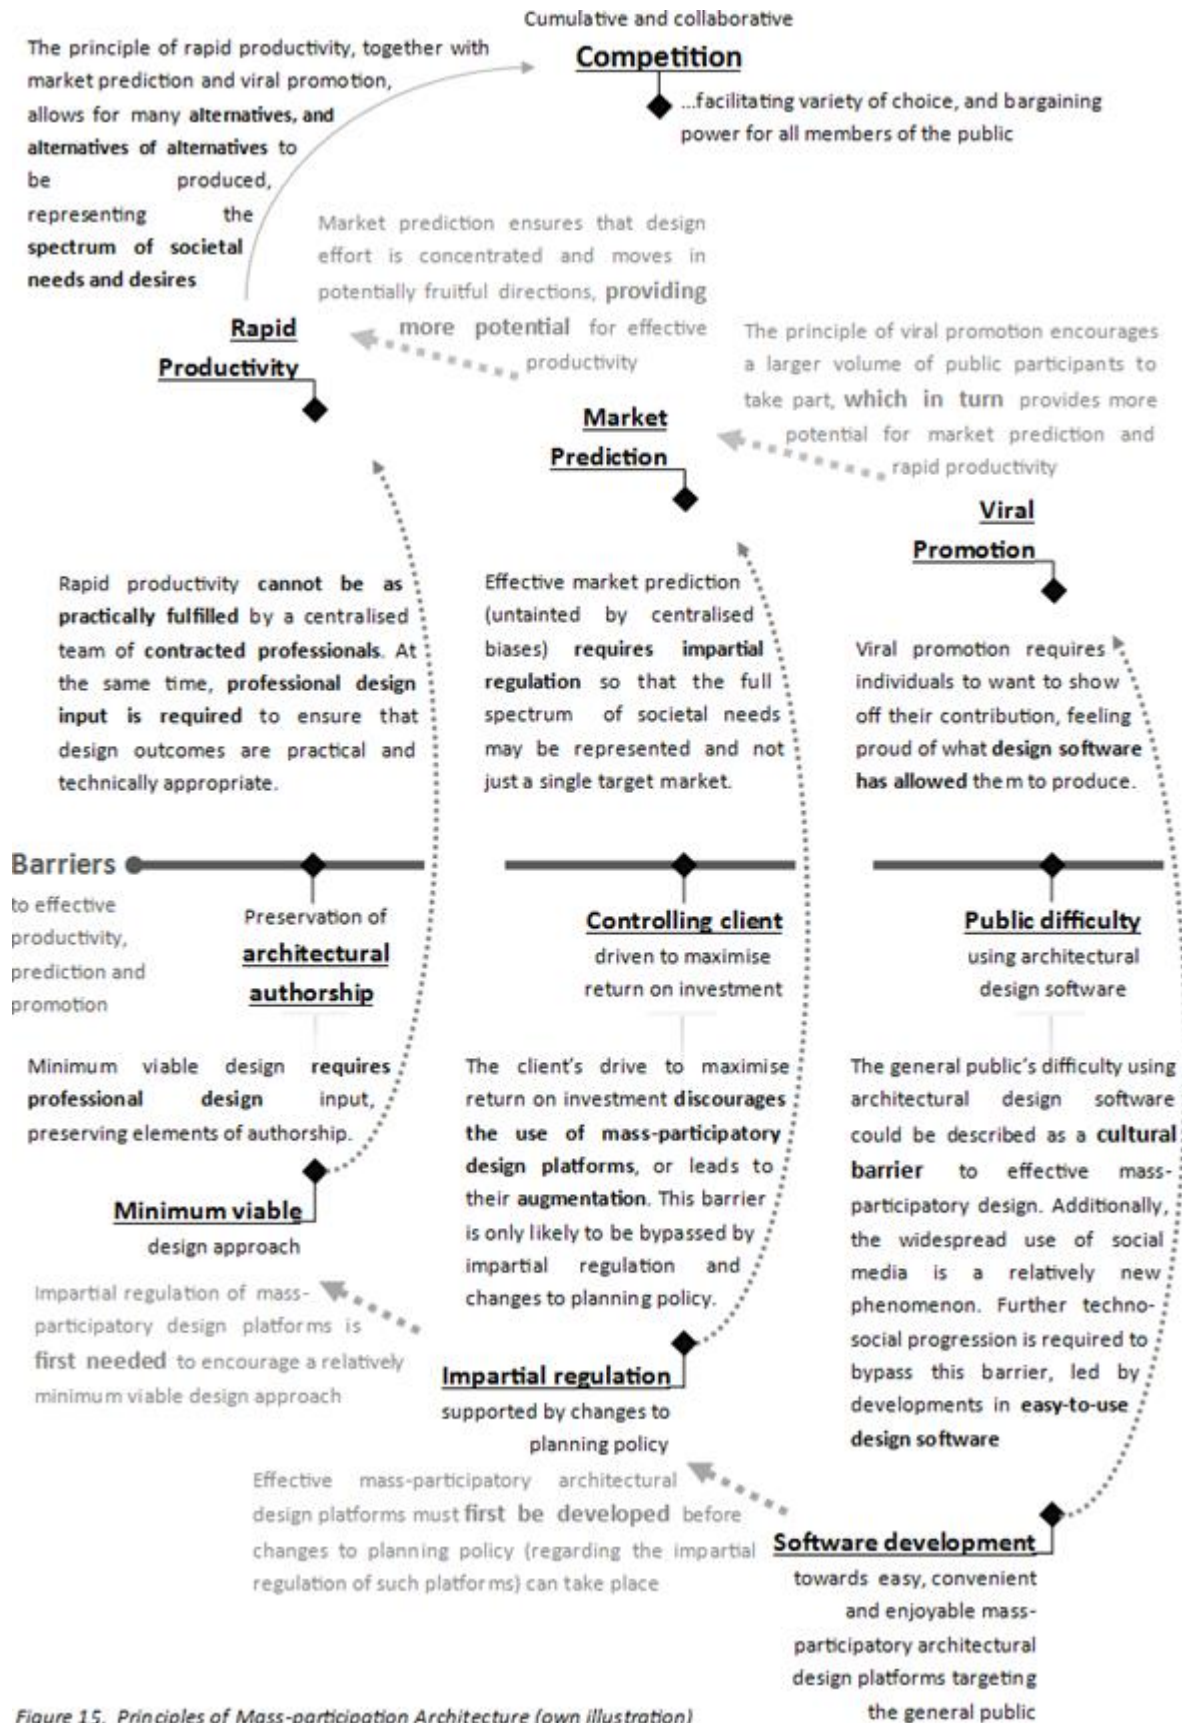 Cumulative and collaborative
Competition
...facilitating variety of choice, and bargaining
power for all members of the public
The principle of rapid productivity, together with
market prediction and viral promotion,
allows for many alternatives, and
alternatives of alternatives to
be produced,
representing the
spectrum of societal
needs and desires
Rapid
Productivity
Market prediction ensures that design
effort is concentrated and moves in
potentially fruitful directions, providing
more potential for effective
productivity
Market
Prediction
The principle of viral promotion encourages
a larger volume of public participants to
take part, which in turn provides more
potential for market prediction and
rapid productivity
Viral
Promotion
Rapid productivity cannot be as
practically fulfilled by a centralised
team of contracted professionals. At
the same time, professional design
input is required to ensure that
design outcomes are practical and
technically appropriate.
Effective market prediction
(untainted by centralised
biases) requires impartial
regulation so that the full
spectrum of societal needs
may be represented and not
just a single target market.
Viral promotion requires
individuals to want to show
off their contribution, feeling
proud of what design software
has allowed them to produce.
Barriers
to effective
productivity,
prediction and
promotion
Preservation of
architectural
authorship
Controlling client
driven to maximise
return on investment
Public difficulty
using architectural
design software
Minimum viable design requires
professional design input,
preserving elements of authorship.
Minimum viable
design approach
Impartial regulation of mass-
participatory design platforms is
first needed to encourage a relatively
minimum viable design approach
The client's drive to maximise
return on investment discourages
the use of mass-participatory
design platforms, or leads to
their augmentation. This barrier
is only likely to be bypassed by
impartial regulation and
changes to planning policy.
Impartial regulation
supported by changes to
planning policy
The general public's difficulty using
architectural design software
could be described as a cultural
barrier to effective mass-
participatory design. Additionally,
the widespread use of social
media is a relatively new
phenomenon. Further techno-
social progression is required to
bypass this barrier, led by
developments in easy-to-use
design software
Effective mass-participatory architectural
design platforms must first be developed before
changes to planning policy (regarding the impartial
regulation of such platforms) can take place
Software development
towards easy, convenient
and enjoyable mass-
participatory architectural
design platforms targeting
the general public
Figure 15. Principles of Mass-participation Architecture (own illustration)